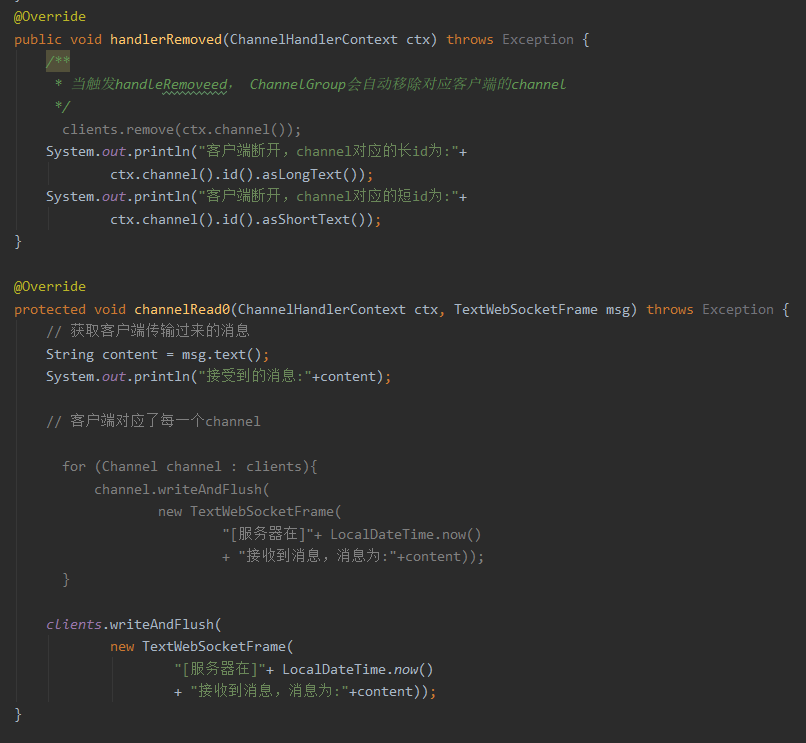 @Override
public void handlerRemoved(ChannelHandlerContext ctx) throws Exception {
/**
* 当触发handleRemoveed， ChannelGroup会自动移除对应客户端的channel
*/
clients.remove(ctx.channel());
System.out.println("客户端断开，channel对应的长id为:"+
ctx.channel().id().asLongText());
System.out.println("客户端断开，channel对应的短id为:"+
ctx.channel().id().asShortText());
}
@Override
protected void channelRead0(ChannelHandlerContext ctx, TextWebSocketFrame msg) throws Exception {
// 获取客户端传输过来的消息
String content = msg.text();
System.out.println("接受到的消息:"+content);
// 客户端对应了每一个channel
for (Channel channel : clients){
channel.writeAndFlush(
new TextWebSocketFrame(
"[服务器在]"+ LocalDateTime.now()
+ "接收到消息，消息为:"+content));
}
clients.writeAndFlush(
new TextWebSocketFrame(
"[服务器在]"+ LocalDateTime.now()
+ "接收到消息，消息为:"+content));
}